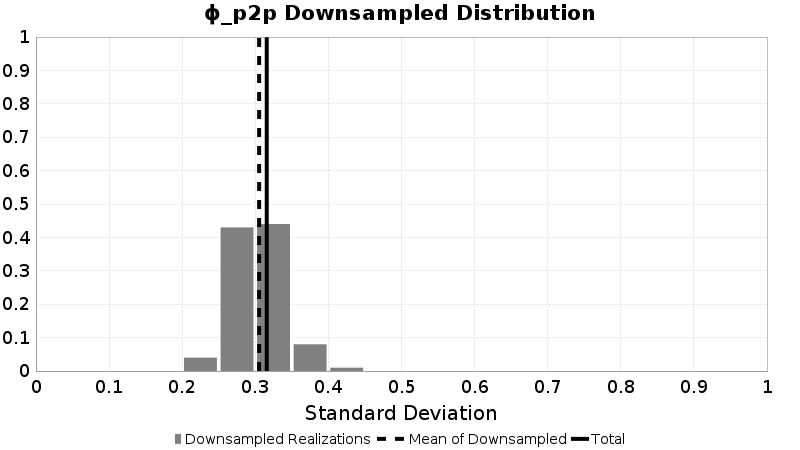 ϕ_p2p Downsampled Distribution
1
0.9
0.8
0.7
0.6
0.5
0.4
0.3
0.2
0.1
0
0 0.1 0.2 0.3 0.4 0.5 0.6 0.7 0.8 0.9 1
Standard Deviation
Downsampled Realizations Mean of Downsampled Total